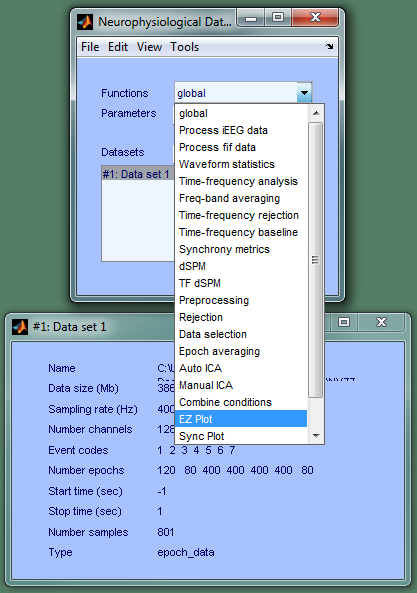 Neurophysiological Dat...
File Edit View Tools
Functions global
Parameters
Datasets
#1: Data set 1
global
Process iEEG data
Process fif data
Waveform statistics
Time-frequency analysis
Freq-band averaging
Time-frequency rejection
Time-frequency baseline
Synchrony metrics
dSPM
TF dSPM
Preprocessing
Rejection
Data selection
Epoch averaging
Auto ICA
Manual ICA
Combine conditions
EZ Plot
Sync Plot
#1: Data set 1
Name C:\
Data size (Mb) 386
Sampling rate (Hz) 400
Number channels 128
Event codes 1 2 3 4 5 6 7
Number epochs 120 80 400 400 400 400 80
Start time (sec) -1
Stop time (sec) 1
Number samples 801
Type epoch_data